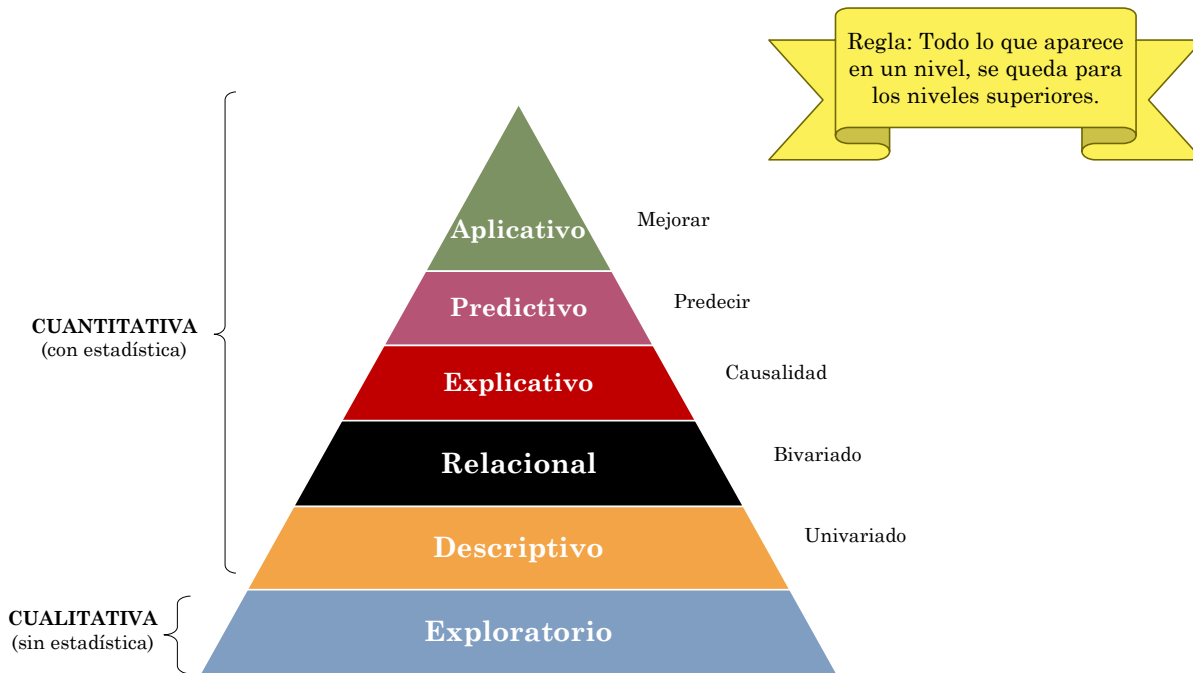 Regla: Todo lo que aparece
en un nivel, se queda para
los niveles superiores.
Aplicativo
Mejorar
Predictivo
Predecir
CUANTITATIVA
(con estadística)
Explicativo
Causalidad
Relacional
Bivariado
Descriptivo
Univariado
CUALITATIVA
(sin estadística)
Exploratorio